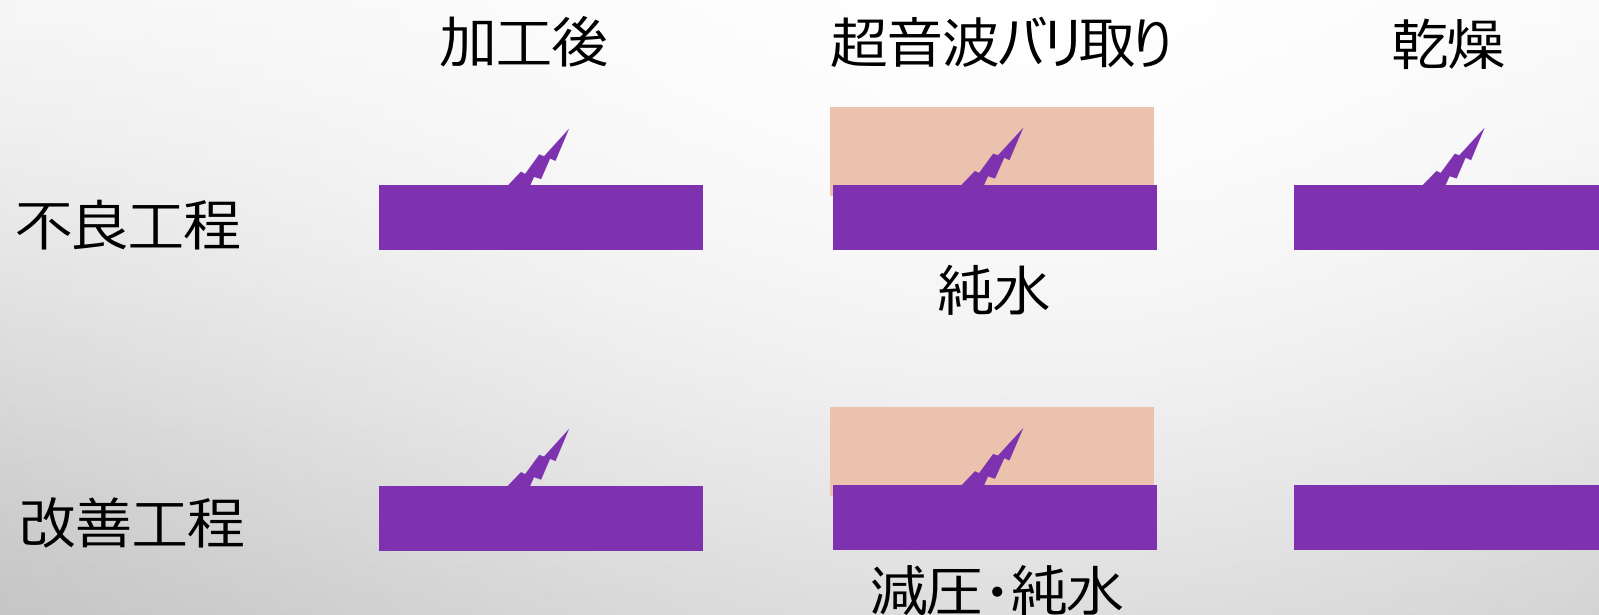 加工後
超音波バリ取り
乾燥
不良工程
純水
改善工程
減圧・純水